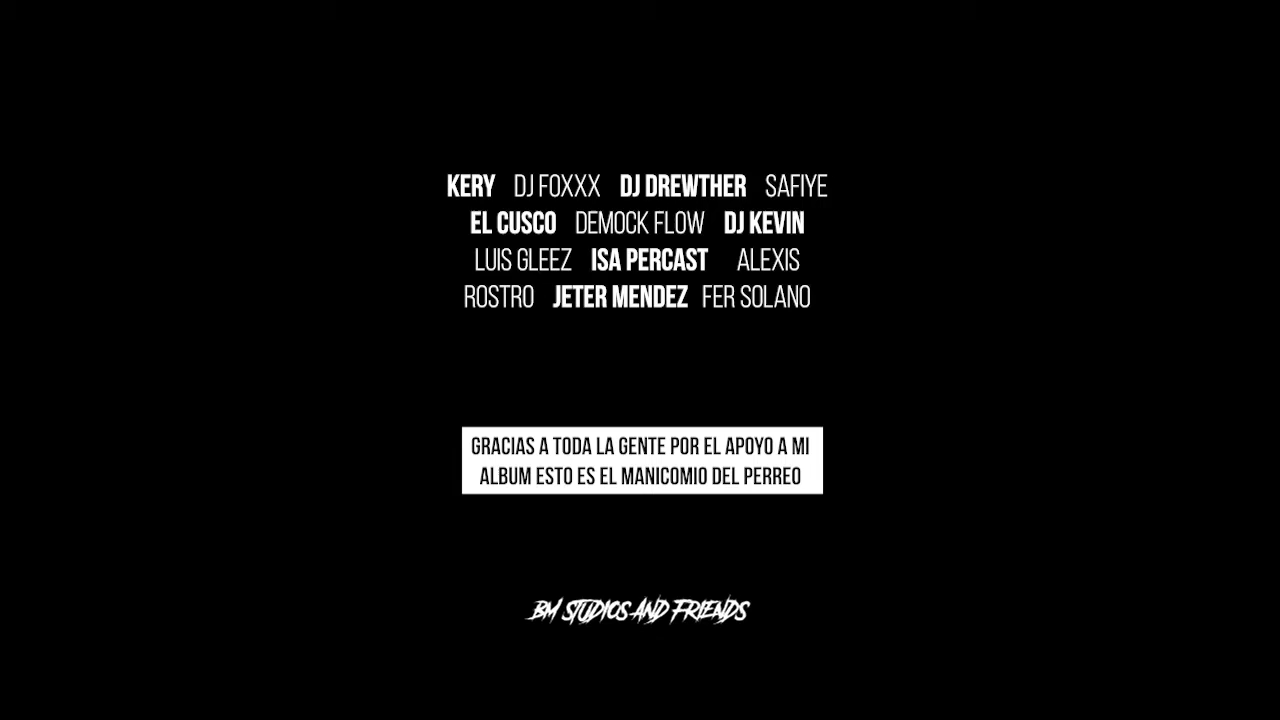 KERY DJ FOXXX DJ DREWTHER SAFIYE
EL CUSCO DEMOCK FLOW DJ KEVIN
LUIS GLEEZ ISA PERCAST ALEXIS
ROSTRO JETER MENDEZ FER SOLANO
GRACIAS A TODA LA GENTE POR EL APOYO A MI
ALBUM ESTO ES EL MANICOMIO DEL PERREO
BM STUDIOS AND FRIENDS